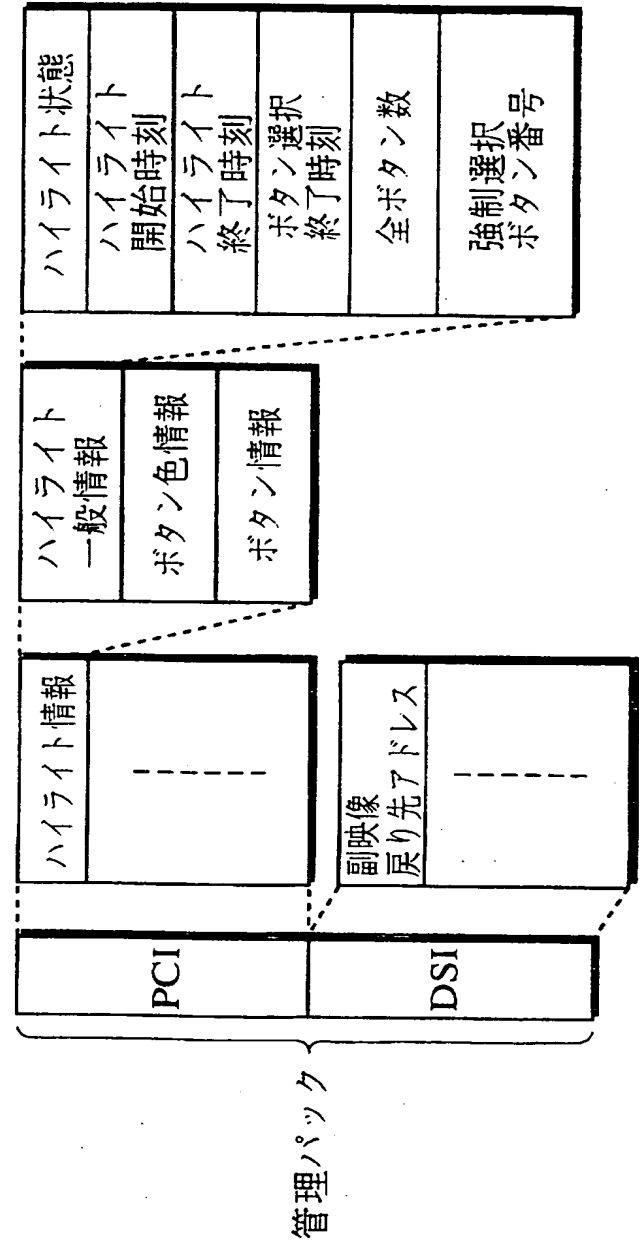 管理パック
PCI
DSI
ハイライト情報
副映像
戻り先アドレス
ハイライト
一般情報
ボタン色情報
ボタン情報
ハイライト状態
ハイライト
開始時刻
ハイライト
終了時刻
ボタン選択
終了時刻
全ボタン数
強制選択
ボタン番号